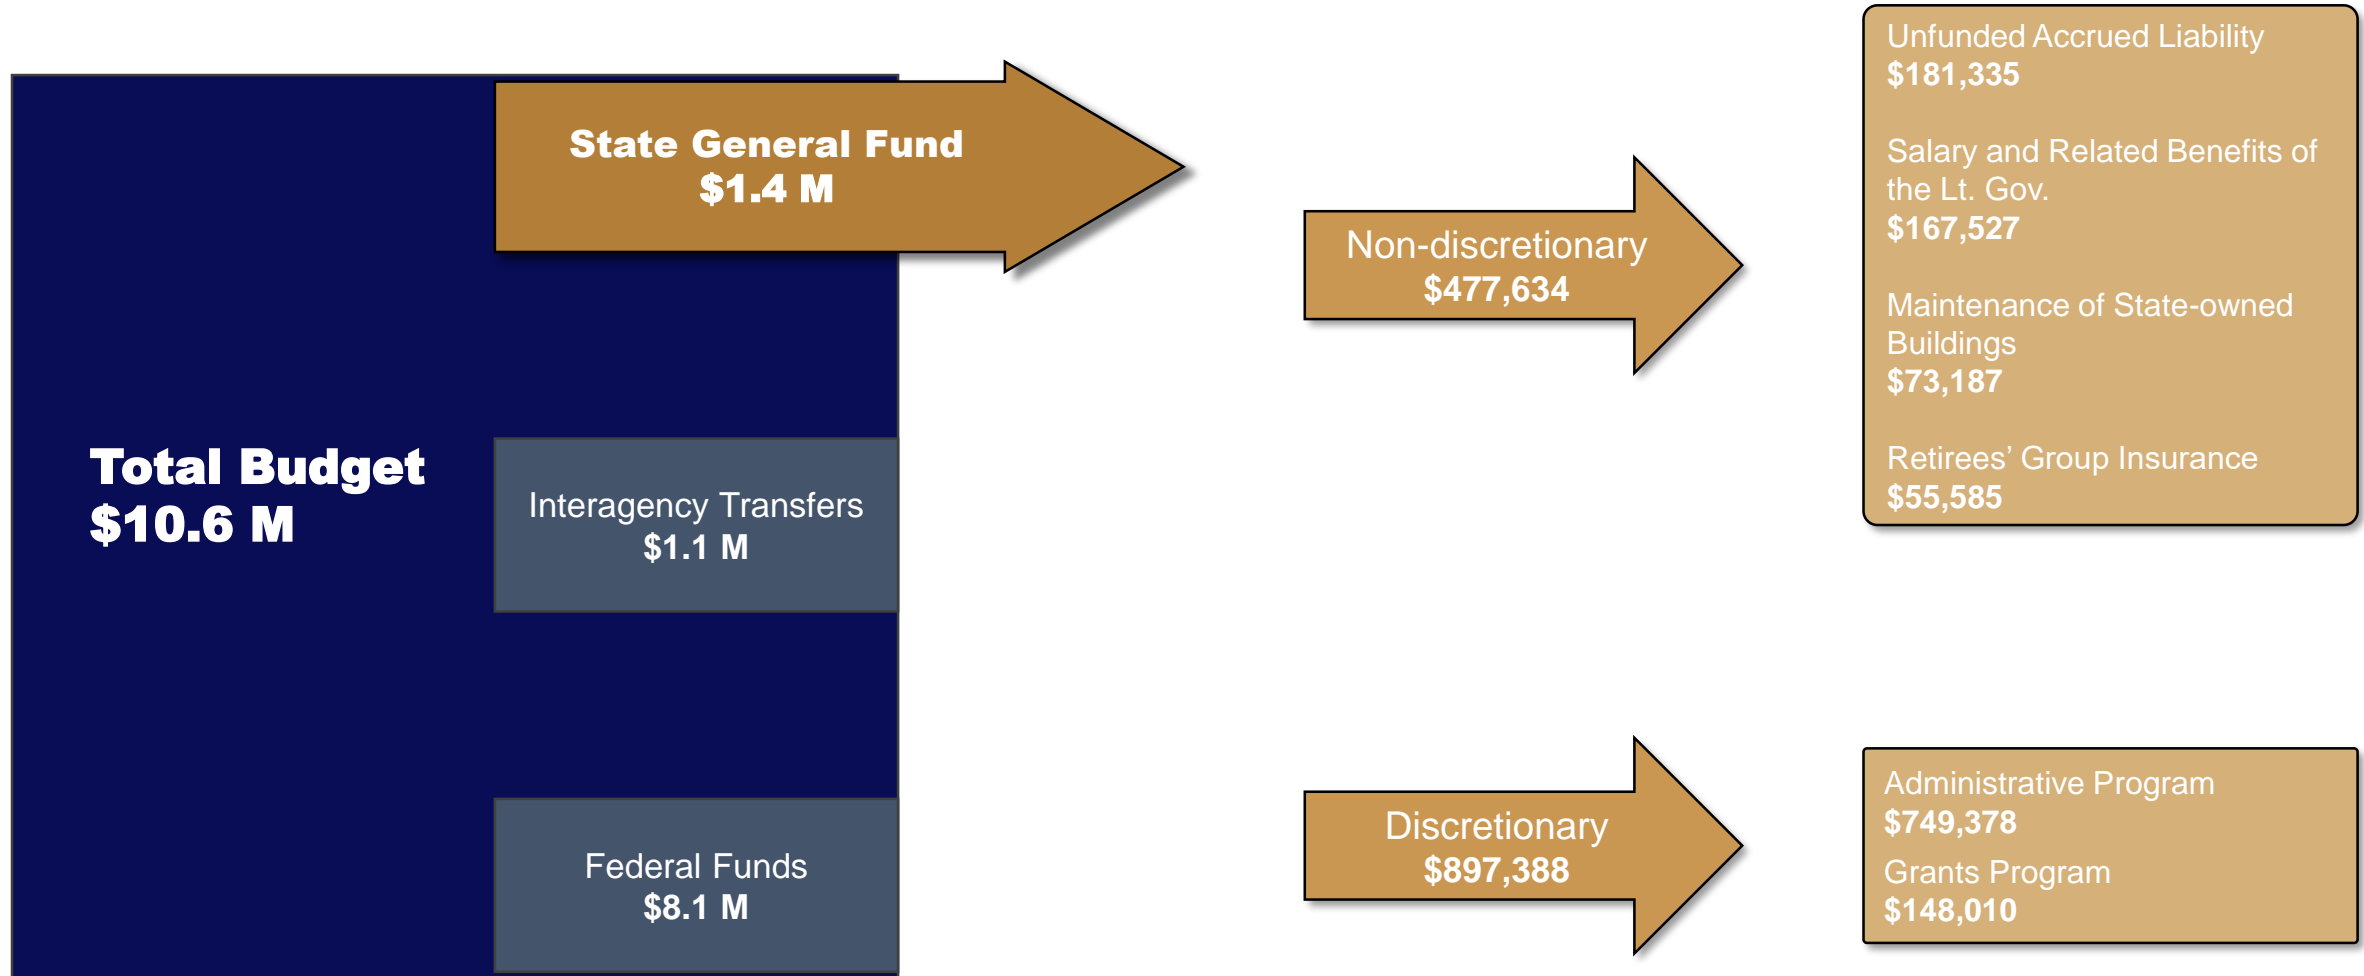 Total Budget
$10.6 M
State General Fund
$1.4 M
Interagency Transfers
$1.1 M
Federal Funds
$8.1 M
Non-discretionary
$477,634
Discretionary
$897,388
Unfunded Accrued Liability
$181,335
Salary and Related Benefits of
the Lt. Gov.
$167,527
Maintenance of State-owned
Buildings
$73,187
Retirees’ Group Insurance
$55,585
Administrative Program
$749,378
Grants Program
$148,010